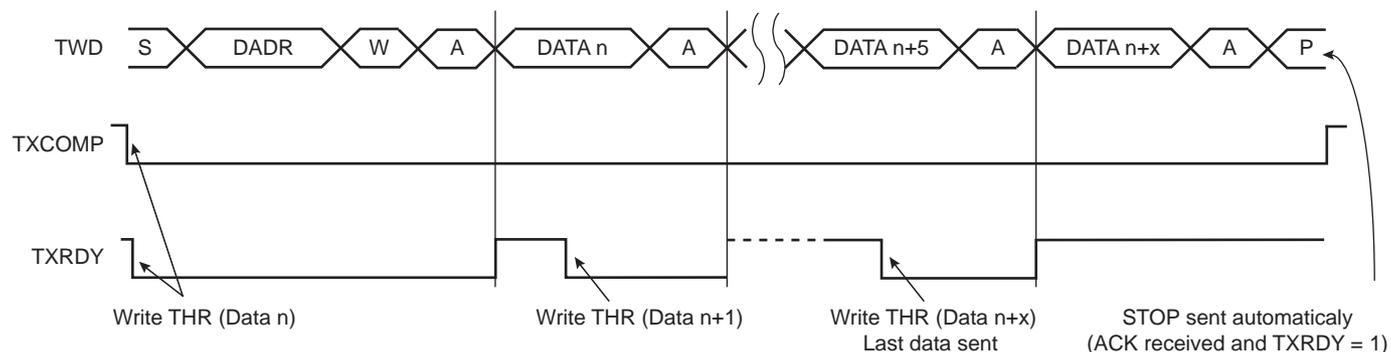 TWD S DADR W A DATA n A DATA n+5 A DATA n+x A P
TXCOMP
TXRDY
Write THR (Data n)
Write THR (Data n+1)
Write THR (Data n+x)
Last data sent
STOP sent automaticaly
(ACK received and TXRDY = 1)